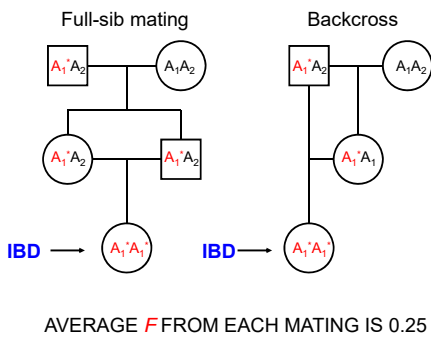 Full-sib mating
Backcross
A₁*A₂
A₁A₂
A₁*A₂
A₁A₂
A₁*A₂
A₁*A₂
A₁*A₁
IBD
A₁*A₁*
IBD
A₁*A₁*
AVERAGE F FROM EACH MATING IS 0.25